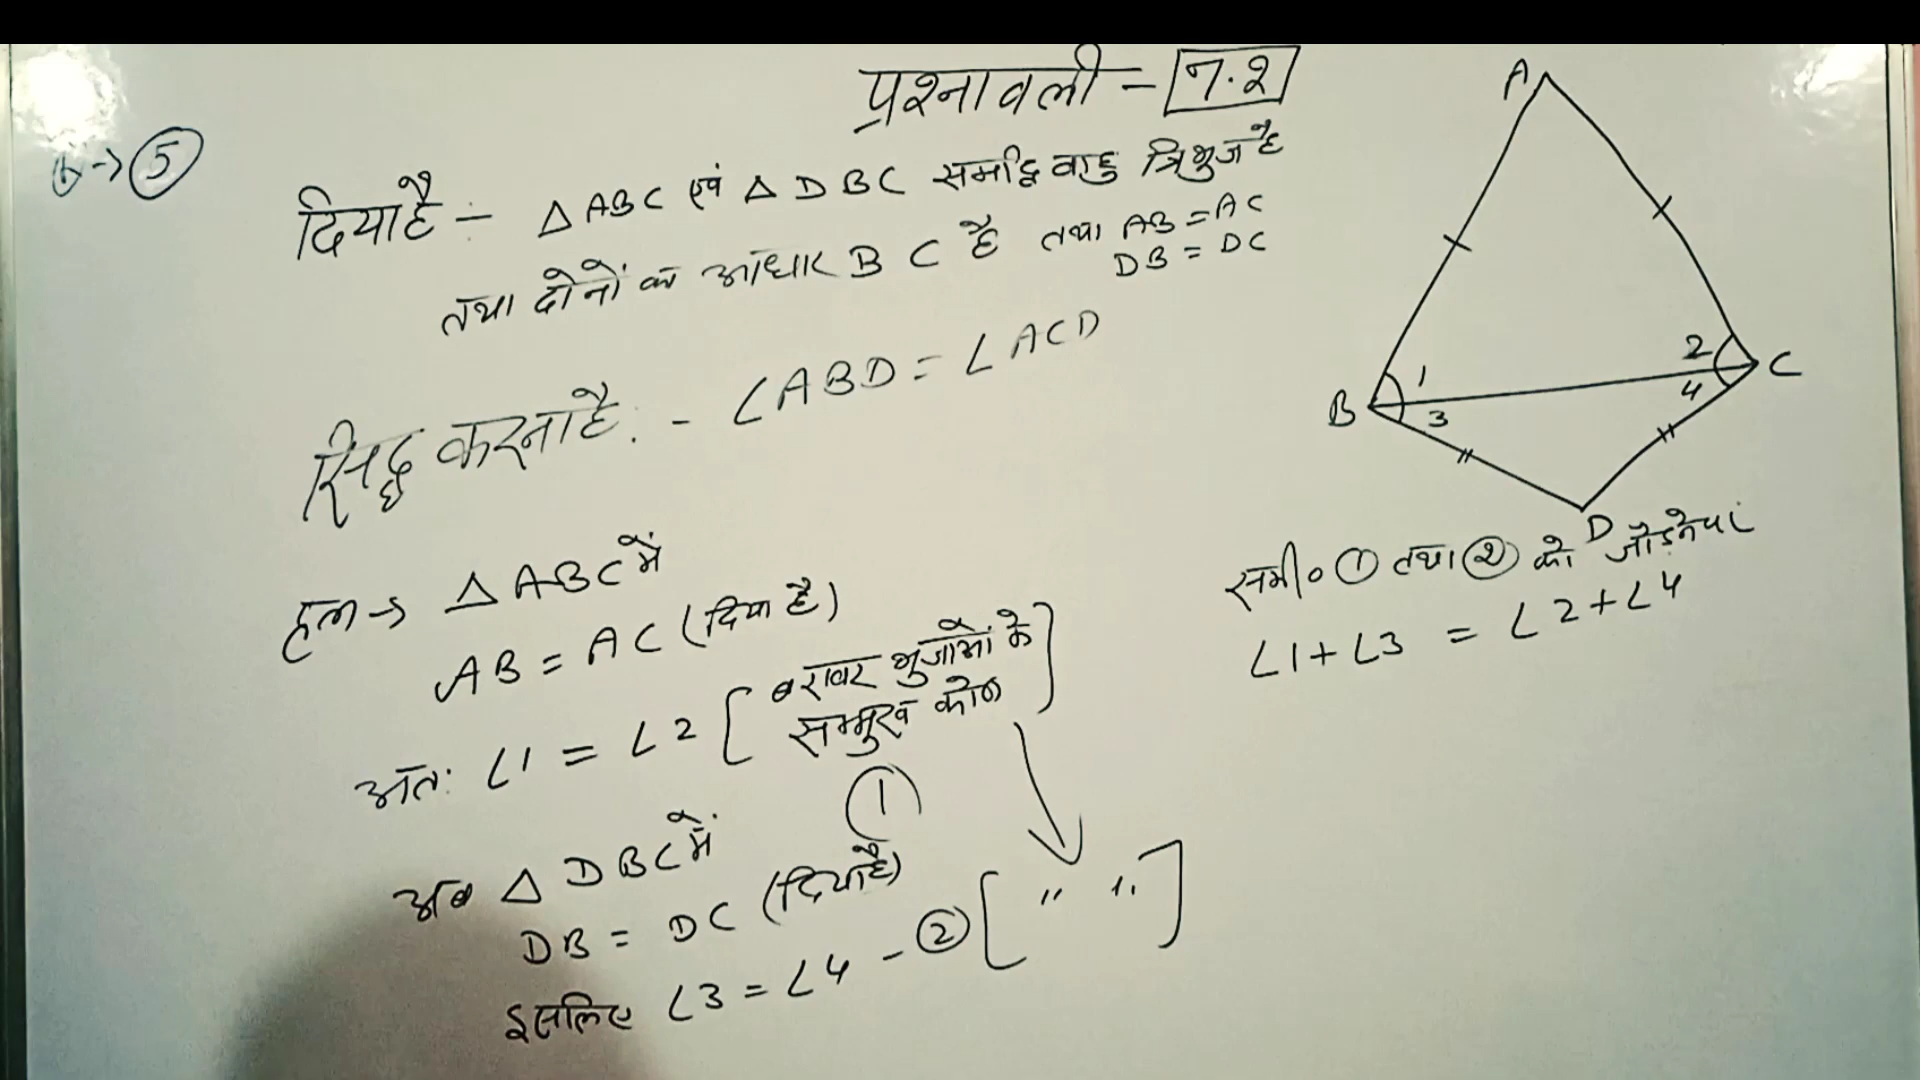 प्रश्नावली - 7.2
Q → 5
दिया है - △ ABC एवं △ DBC समद्विबाहु त्रिभुज है
तथा दोनों का आधार BC है तथा AB = AC
DB = DC
सिद्ध करना है :- ∠ABD = ∠ACD
हल → △ ABC में
AB = AC (दिया है)
अतः ∠1 = ∠2 [बराबर भुजाओं के
सम्मुख कोण]
①
अब △ DBC में
DB = DC (दिया है)
इसलिए ∠3 = ∠4 - ② [ " " ]
A
B
C
D
1
2
3
4
समी० ① तथा ② को जोड़ने पर
∠1 + ∠3 = ∠2 + ∠4